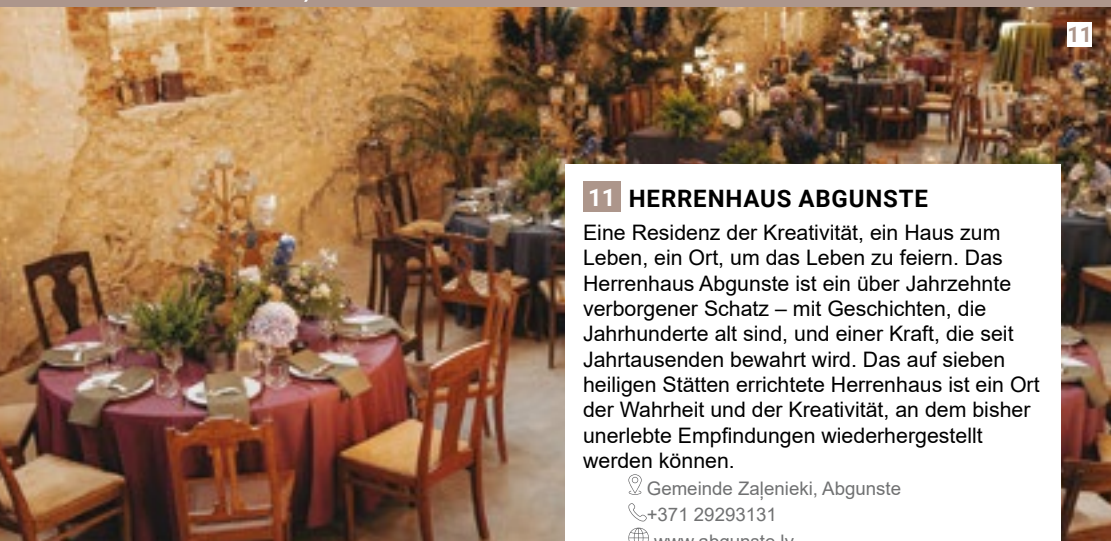 11
11 HERRENHAUS ABGUNSTE
Eine Residenz der Kreativität, ein Haus zum
Leben, ein Ort, um das Leben zu feiern. Das
Herrenhaus Abgunste ist ein über Jahrzehnte
verborgener Schatz – mit Geschichten, die
Jahrhunderte alt sind, und einer Kraft, die seit
Jahrtausenden bewahrt wird. Das auf sieben
heiligen Stätten errichtete Herrenhaus ist ein Ort
der Wahrheit und der Kreativität, an dem bisher
unerlebte Empfindungen wiederhergestellt
werden können.
Gemeinde Zaļenieki, Abgunste
+371 29293131
www.abgunste.lv